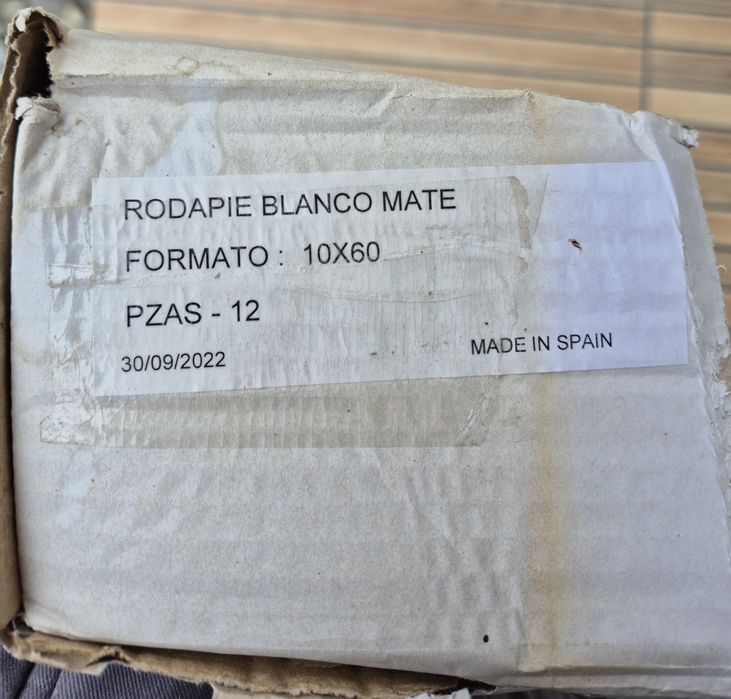 RODAPIE BLANCO MATE
FORMATO : 10X60
PZAS - 12
30/09/2022
MADE IN SPAIN